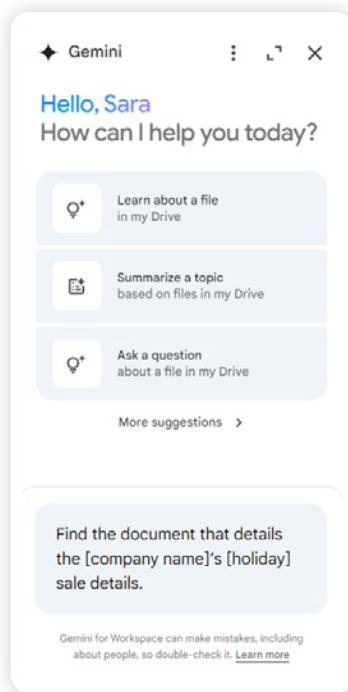 Gemini
Hello, Sara
How can I help you today?
Learn about a file
in my Drive
Summarize a topic
based on files in my Drive
Ask a question
about a file in my Drive
More suggestions
Find the document that details
the [company name]'s [holiday]
sale details.
Gemini for Workspace can make mistakes, including
about people, so double-check it. Learn more